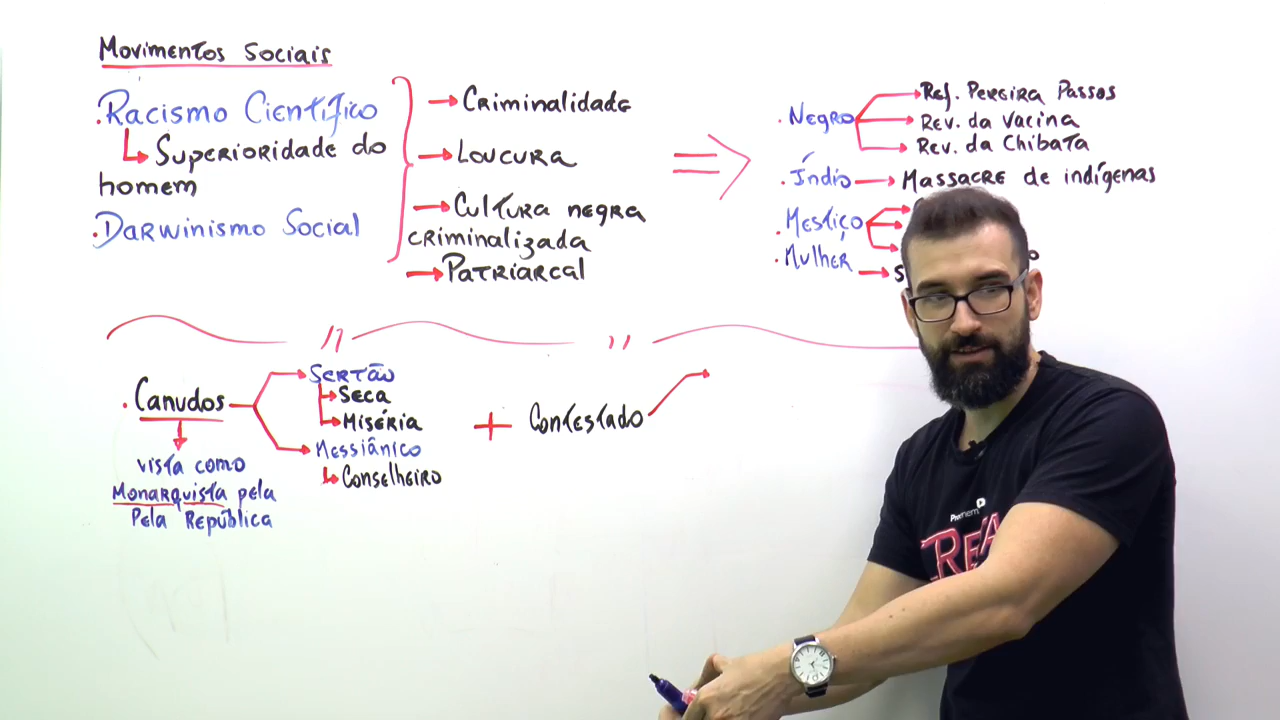 Movimentos Sociais
.Racismo Científico
Superioridade do
homem
.Darwinismo Social
Criminalidade
Loucura
Cultura negra
criminalizada
Patriarcal
. Negro
Ref. Pereira Passos
Rev. da Vacina
Rev. da Chibata
. Índio
Massacre de indígenas
. Mestiço
. Mulher
. Canudos
vista como
Monarquista pela
Pela República
Sertão
Seca
Miséria
Messiânico
Conselheiro
+ Contestado